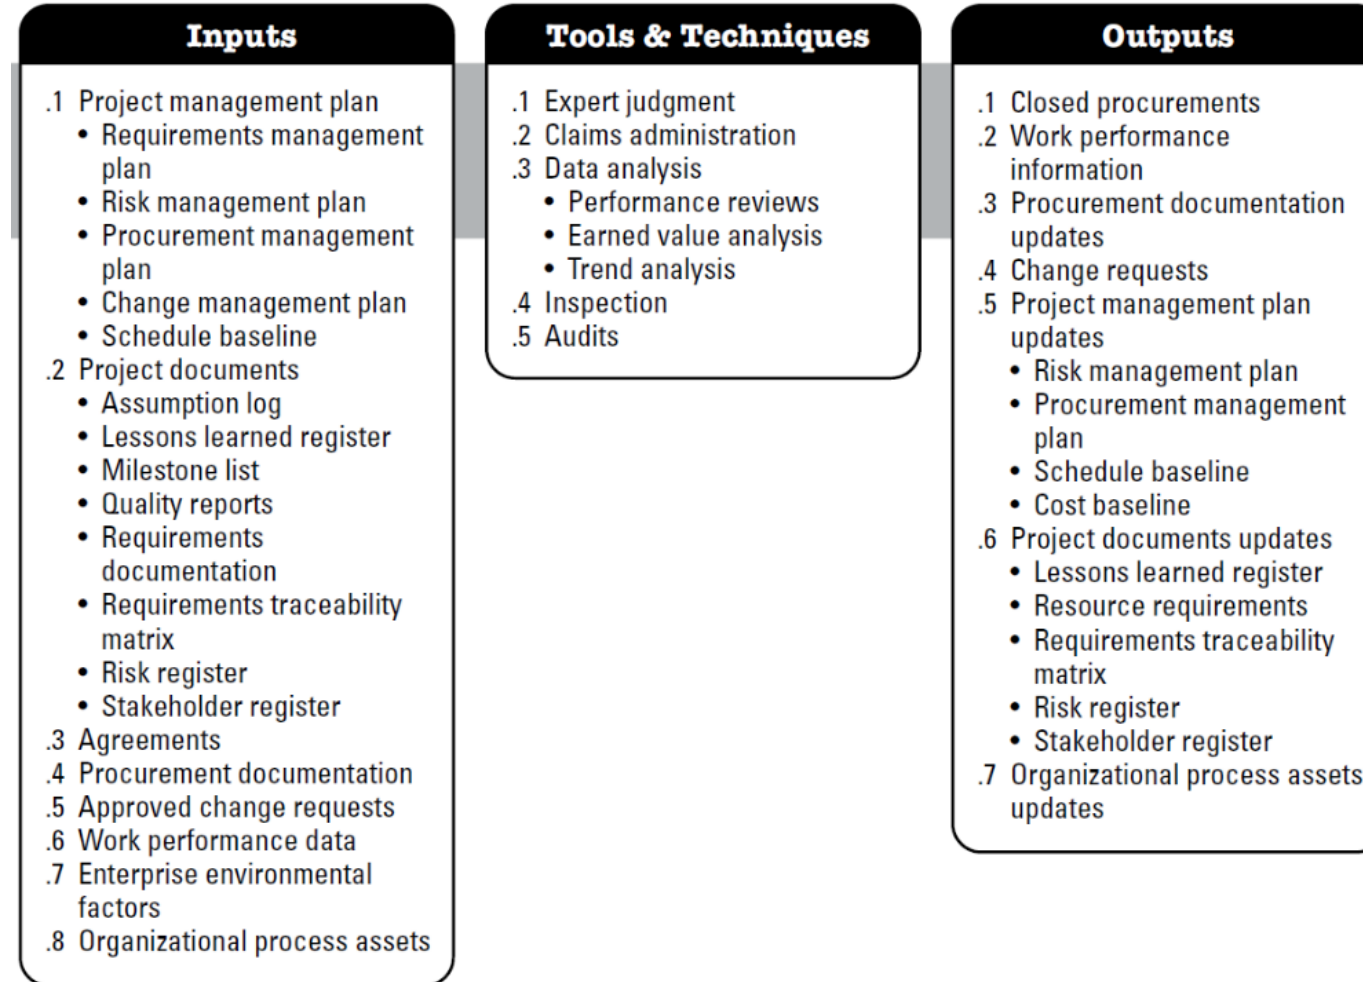 Inputs
.1 Project management plan
• Requirements management
plan
• Risk management plan
• Procurement management
plan
• Change management plan
• Schedule baseline
.2 Project documents
• Assumption log
• Lessons learned register
• Milestone list
• Quality reports
• Requirements
documentation
• Requirements traceability
matrix
• Risk register
• Stakeholder register
.3 Agreements
.4 Procurement documentation
.5 Approved change requests
.6 Work performance data
.7 Enterprise environmental
factors
.8 Organizational process assets
Tools & Techniques
.1 Expert judgment
.2 Claims administration
.3 Data analysis
• Performance reviews
• Earned value analysis
• Trend analysis
.4 Inspection
.5 Audits
Outputs
.1 Closed procurements
.2 Work performance
information
.3 Procurement documentation
updates
.4 Change requests
.5 Project management plan
updates
• Risk management plan
• Procurement management
plan
• Schedule baseline
• Cost baseline
.6 Project documents updates
• Lessons learned register
• Resource requirements
• Requirements traceability
matrix
• Risk register
• Stakeholder register
.7 Organizational process assets
updates